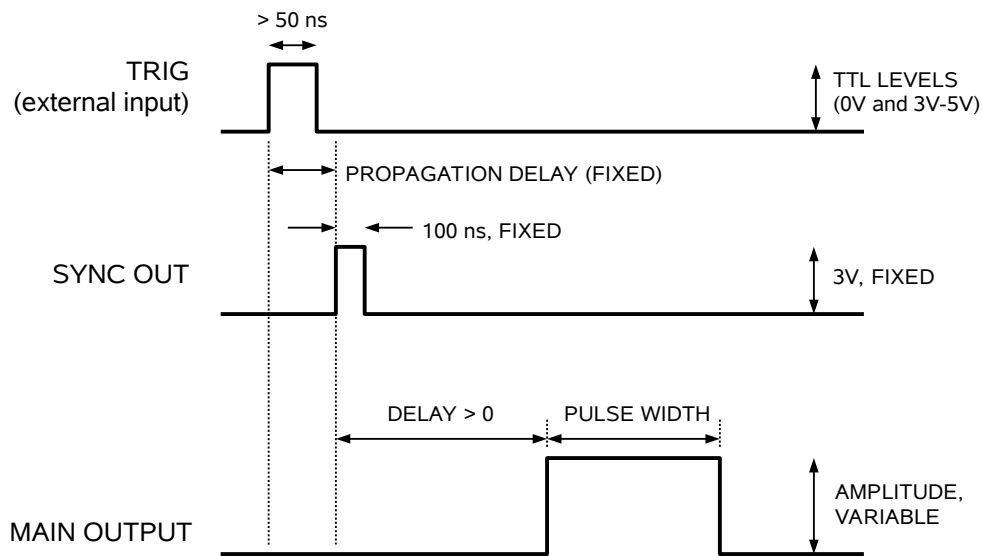 > 50 ns
TRIG
(external input)
TTL LEVELS
(0V and 3V-5V)
PROPAGATION DELAY (FIXED)
100 ns, FIXED
SYNC OUT
3V, FIXED
DELAY > 0
PULSE WIDTH
AMPLITUDE,
VARIABLE
MAIN OUTPUT